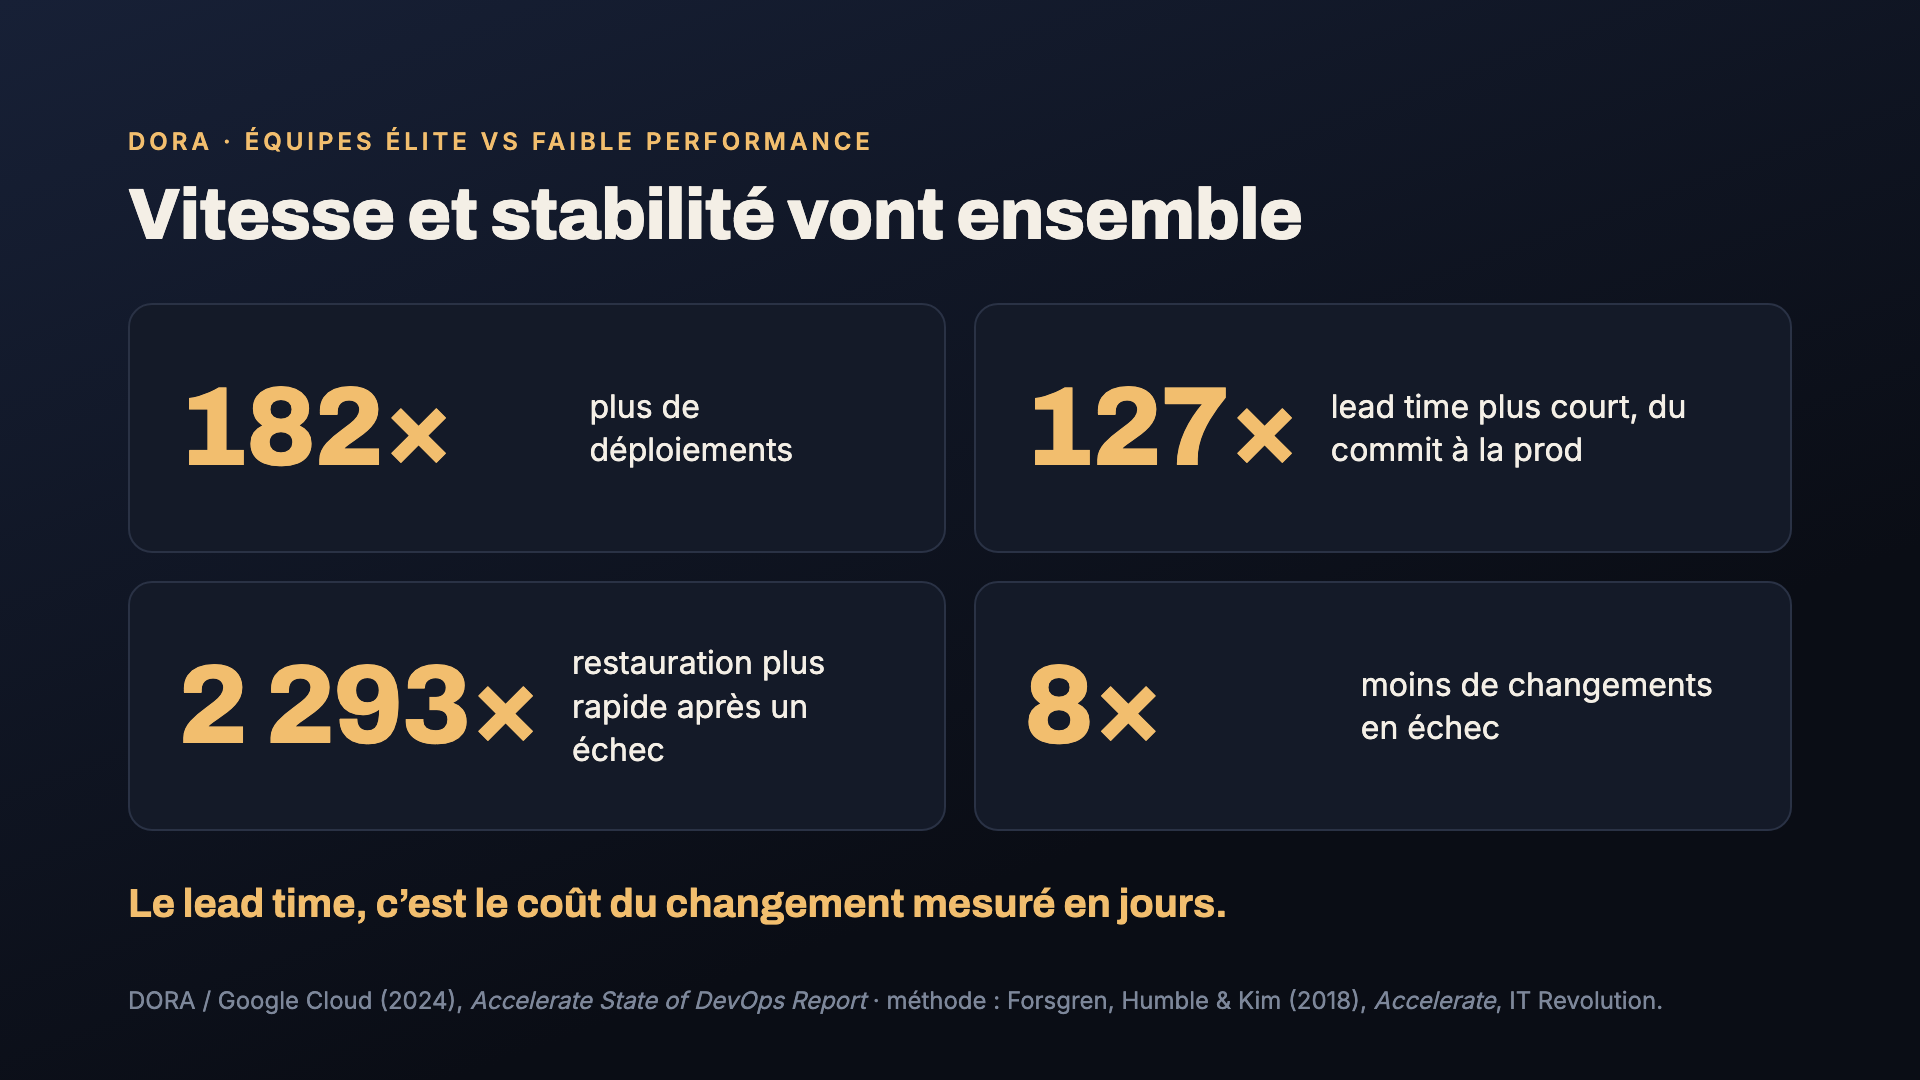 DORA · ÉQUIPES ÉLITE VS FAIBLE PERFORMANCE
Vitesse et stabilité vont ensemble
182×
plus de
déploiements
127×
lead time plus court, du
commit à la prod
2 293×
restauration plus
rapide après un
échec
8×
moins de changements
en échec
Le lead time, c’est le coût du changement mesuré en jours.
DORA / Google Cloud (2024), Accelerate State of DevOps Report · méthode : Forsgren, Humble & Kim (2018), Accelerate, IT Revolution.